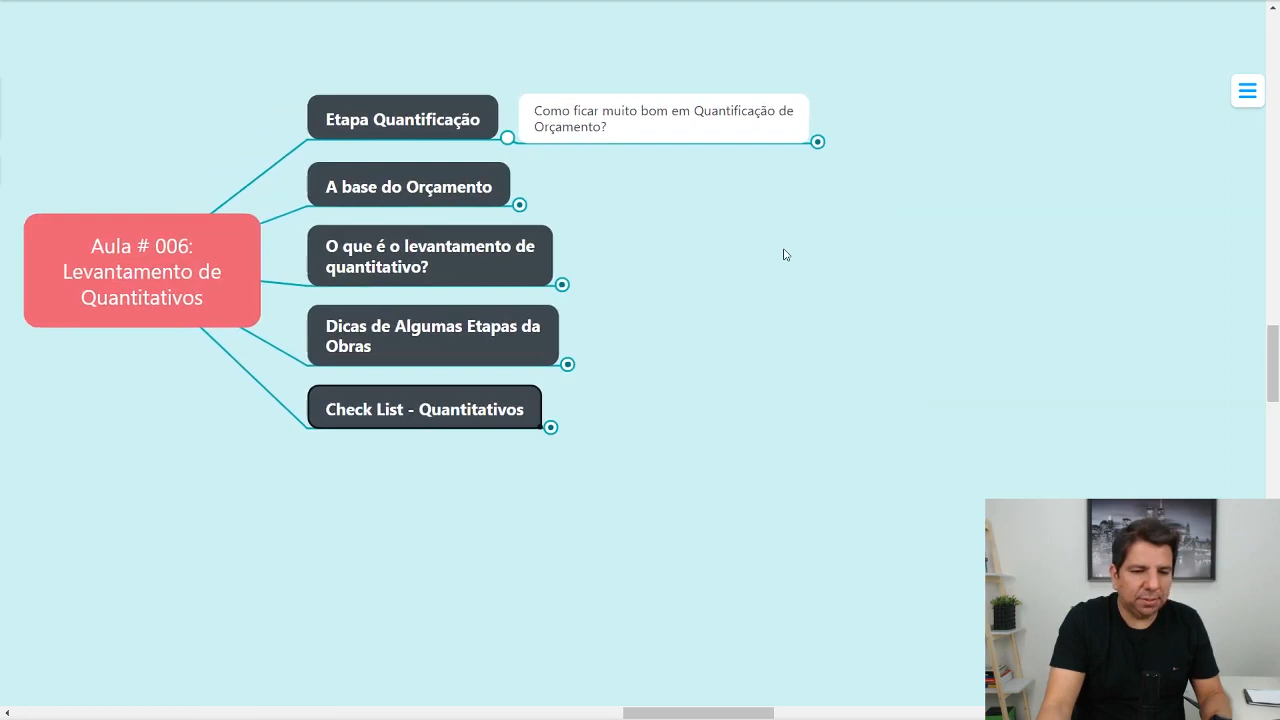 Etapa Quantificação
Como ficar muito bom em Quantificação de
Orçamento?
A base do Orçamento
Aula # 006:
Levantamento de
Quantitativos
O que é o levantamento de
quantitativo?
Dicas de Algumas Etapas da
Obras
Check List - Quantitativos